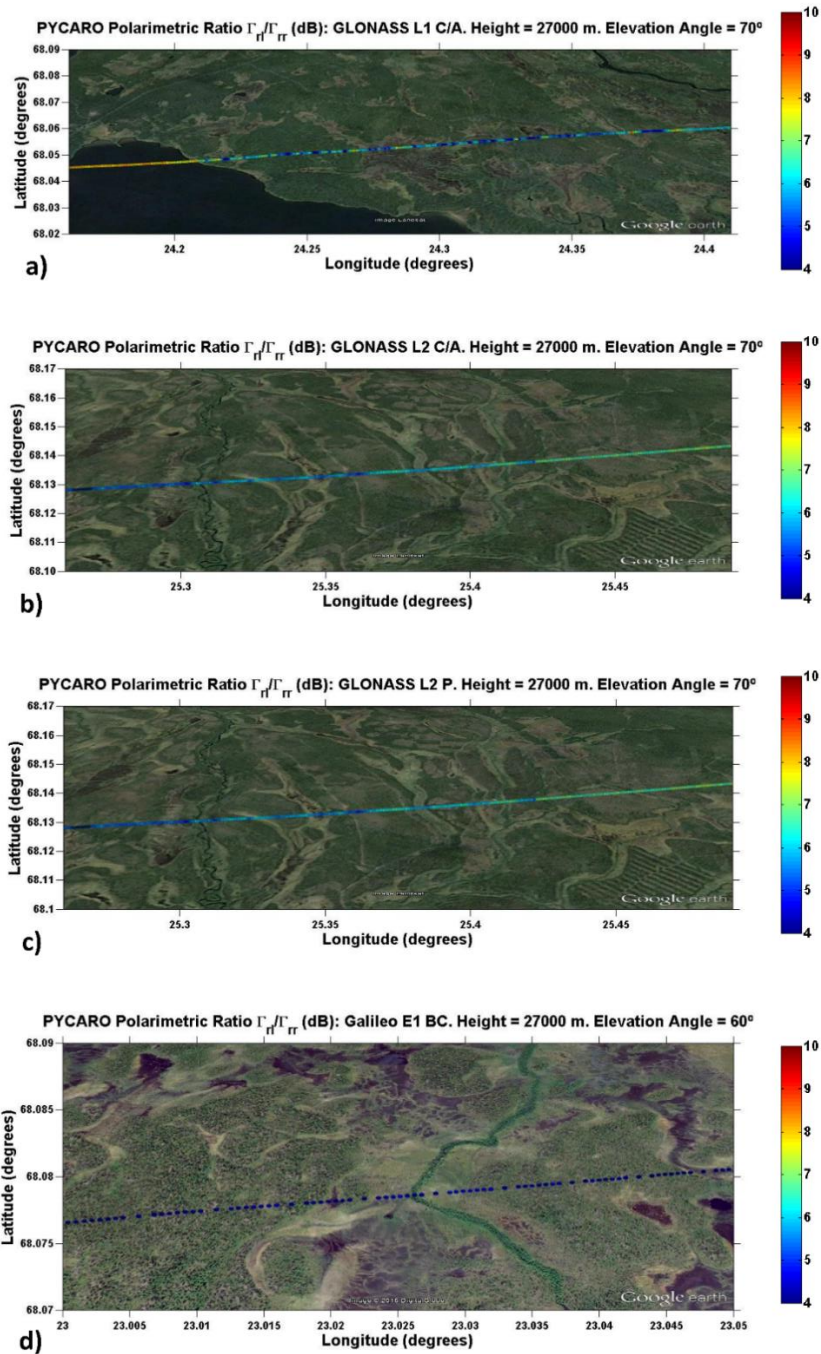 PYCARO Polarimetric Ratio Γrl/Γrr (dB): GLONASS L1 C/A. Height = 27000 m. Elevation Angle = 70º
68.09
68.08
68.07
68.06
68.05
68.04
68.03
68.02
Latitude (degrees)
24.2 24.25 24.3 24.35 24.4
Longitude (degrees)
Image Landsat
Google earth
10
9
8
7
6
5
4
a)
PYCARO Polarimetric Ratio Γrl/Γrr (dB): GLONASS L2 C/A. Height = 27000 m. Elevation Angle = 70º
68.17
68.16
68.15
68.14
68.13
68.12
68.11
68.10
Latitude (degrees)
25.3 25.35 25.4 25.45
Longitude (degrees)
Image Landsat
Google earth
10
9
8
7
6
5
4
b)
PYCARO Polarimetric Ratio Γrl/Γrr (dB): GLONASS L2 P. Height = 27000 m. Elevation Angle = 70º
68.17
68.16
68.15
68.14
68.13
68.12
68.11
68.1
Latitude (degrees)
25.3 25.35 25.4 25.45
Longitude (degrees)
Image Landsat
Google earth
10
9
8
7
6
5
4
c)
PYCARO Polarimetric Ratio Γrl/Γrr (dB): Galileo E1 BC. Height = 27000 m. Elevation Angle = 60º
68.09
68.085
68.08
68.075
68.07
Latitude (degrees)
23 23.005 23.01 23.015 23.02 23.025 23.03 23.035 23.04 23.045 23.05
Longitude (degrees)
Image © 2016 DigitalGlobe
Google earth
10
9
8
7
6
5
4
d)